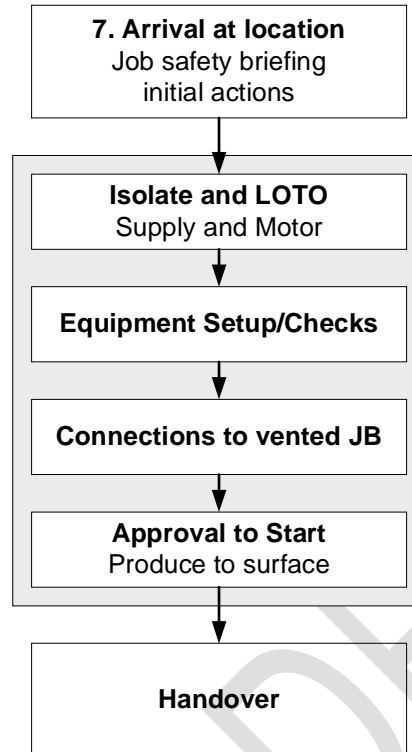 7. Arrival at location
Job safety briefing
initial actions
Isolate and LOTO
Supply and Motor
Equipment Setup/Checks
Connections to vented JB
Approval to Start
Produce to surface
Handover